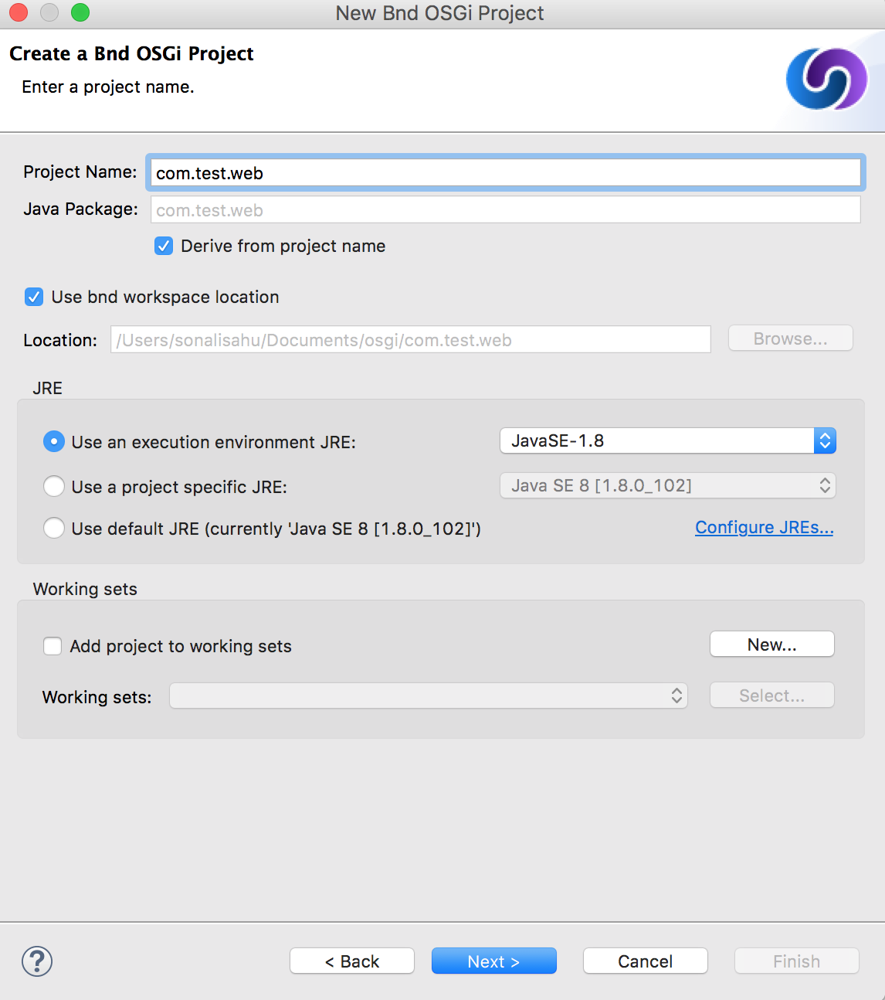 New Bnd OSGi Project
Create a Bnd OSGi Project
Enter a project name.
Project Name: com.test.web
Java Package: com.test.web
Derive from project name
Use bnd workspace location
Location: /Users/sonalisahu/Documents/osgi/com.test.web Browse...
JRE
Use an execution environment JRE: JavaSE-1.8
Use a project specific JRE: Java SE 8 [1.8.0_102]
Use default JRE (currently 'Java SE 8 [1.8.0_102]') Configure JREs...
Working sets
Add project to working sets New...
Working sets: Select...
? < Back Next > Cancel Finish